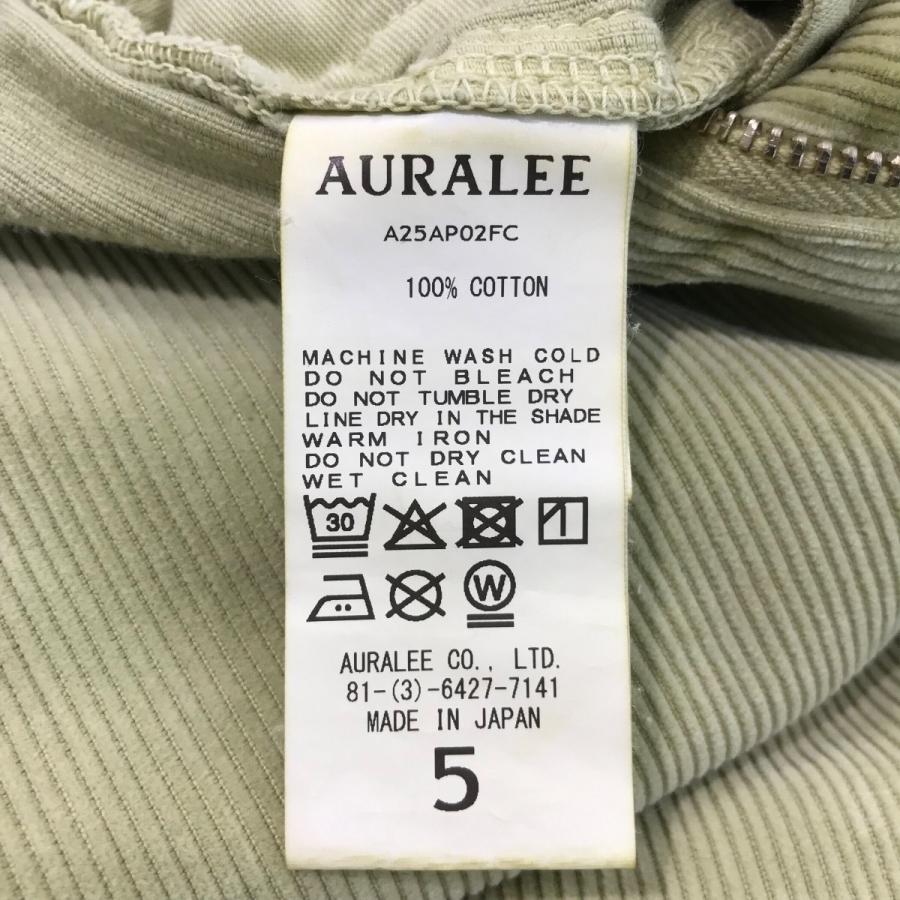 AURALEE
A25AP02FC
100% COTTON
MACHINE WASH COLD
DO NOT BLEACH
DO NOT TUMBLE DRY
LINE DRY IN THE SHADE
WARM IRON
DO NOT DRY CLEAN
WET CLEAN
30
W
AURALEE CO., LTD.
81-(3)-6427-7141
MADE IN JAPAN
5